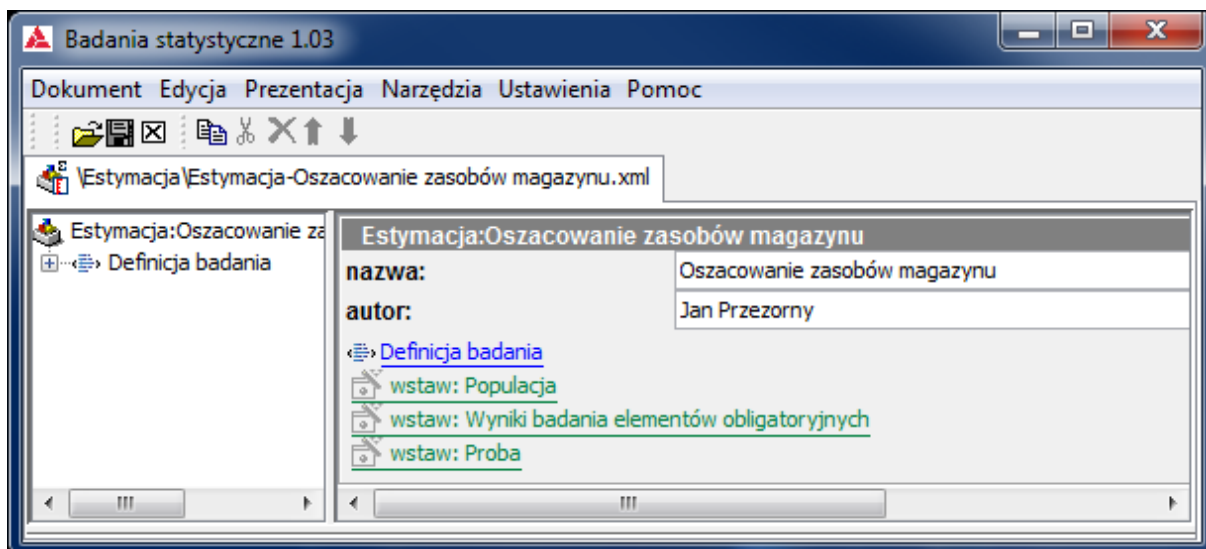 Badania statystyczne 1.03
Dokument Edycja Prezentacja Narzędzia Ustawienia Pomoc
\Estymacja\Estymacja-Oszacowanie zasobów magazynu.xml
Estymacja:Oszacowanie za
Definicja badania
Estymacja:Oszacowanie zasobów magazynu
nazwa: Oszacowanie zasobów magazynu
autor: Jan Przezorny
Definicja badania
wstaw: Populacja
wstaw: Wyniki badania elementów obligatoryjnych
wstaw: Proba